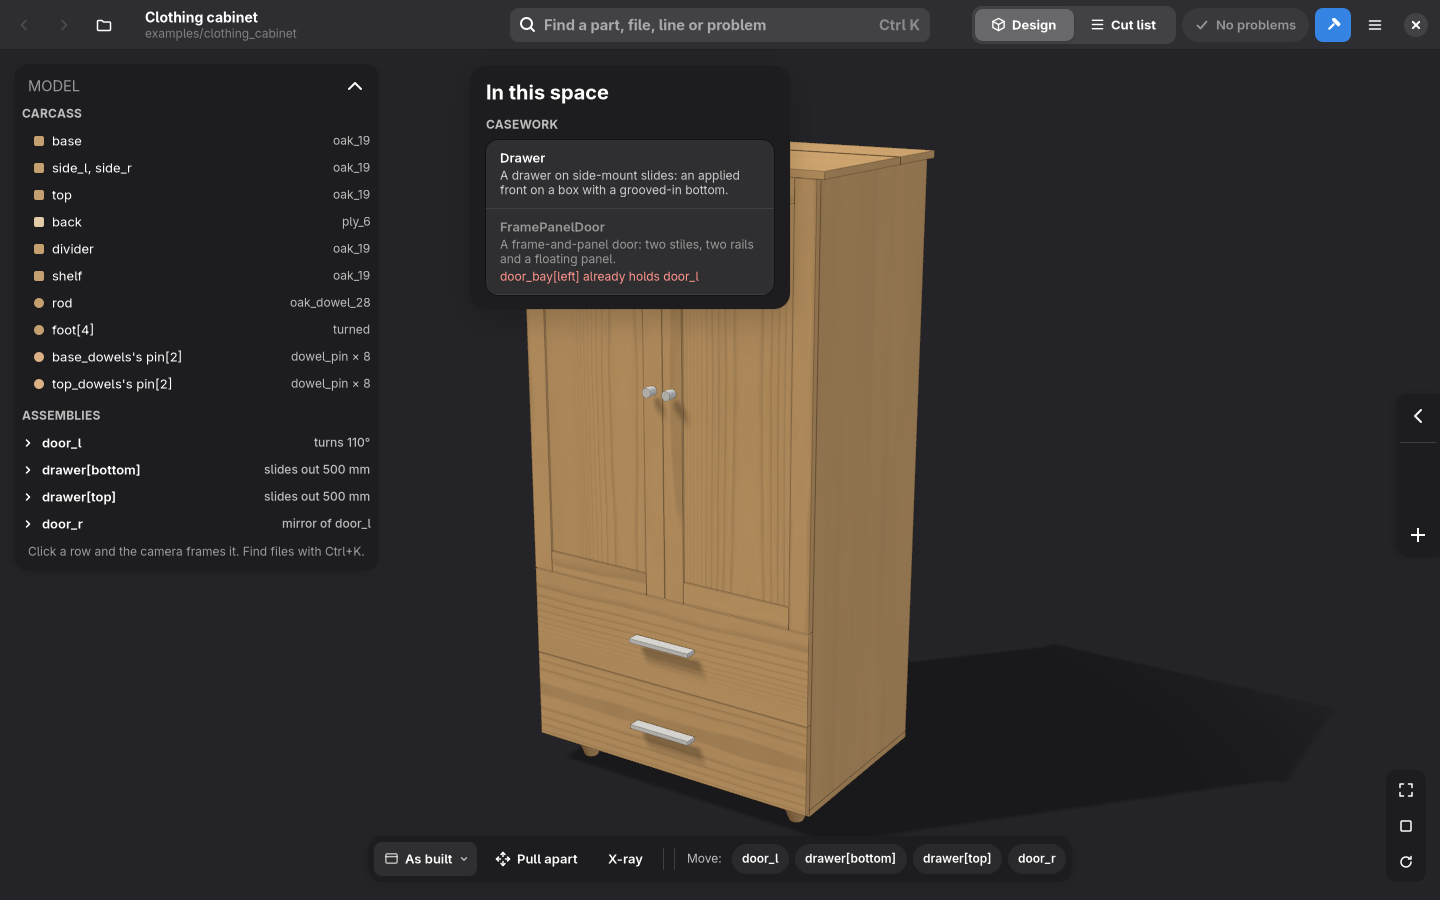 Clothing cabinet
examples/clothing_cabinet
Find a part, file, line or problem
Ctrl K
Design
Cut list
No problems
MODEL
CARCASS
base oak_19
side_l, side_r oak_19
top oak_19
back ply_6
divider oak_19
shelf oak_19
rod oak_dowel_28
foot[4] turned
base_dowels's pin[2] dowel_pin × 8
top_dowels's pin[2] dowel_pin × 8
ASSEMBLIES
door_l turns 110°
drawer[bottom] slides out 500 mm
drawer[top] slides out 500 mm
door_r mirror of door_l
Click a row and the camera frames it. Find files with Ctrl+K.
In this space
CASEWORK
Drawer
A drawer on side-mount slides: an applied
front on a box with a grooved-in bottom.
FramePanelDoor
A frame-and-panel door: two stiles, two rails
and a floating panel.
door_bay[left] already holds door_l
As built
Pull apart
X-ray
Move:
door_l
drawer[bottom]
drawer[top]
door_r